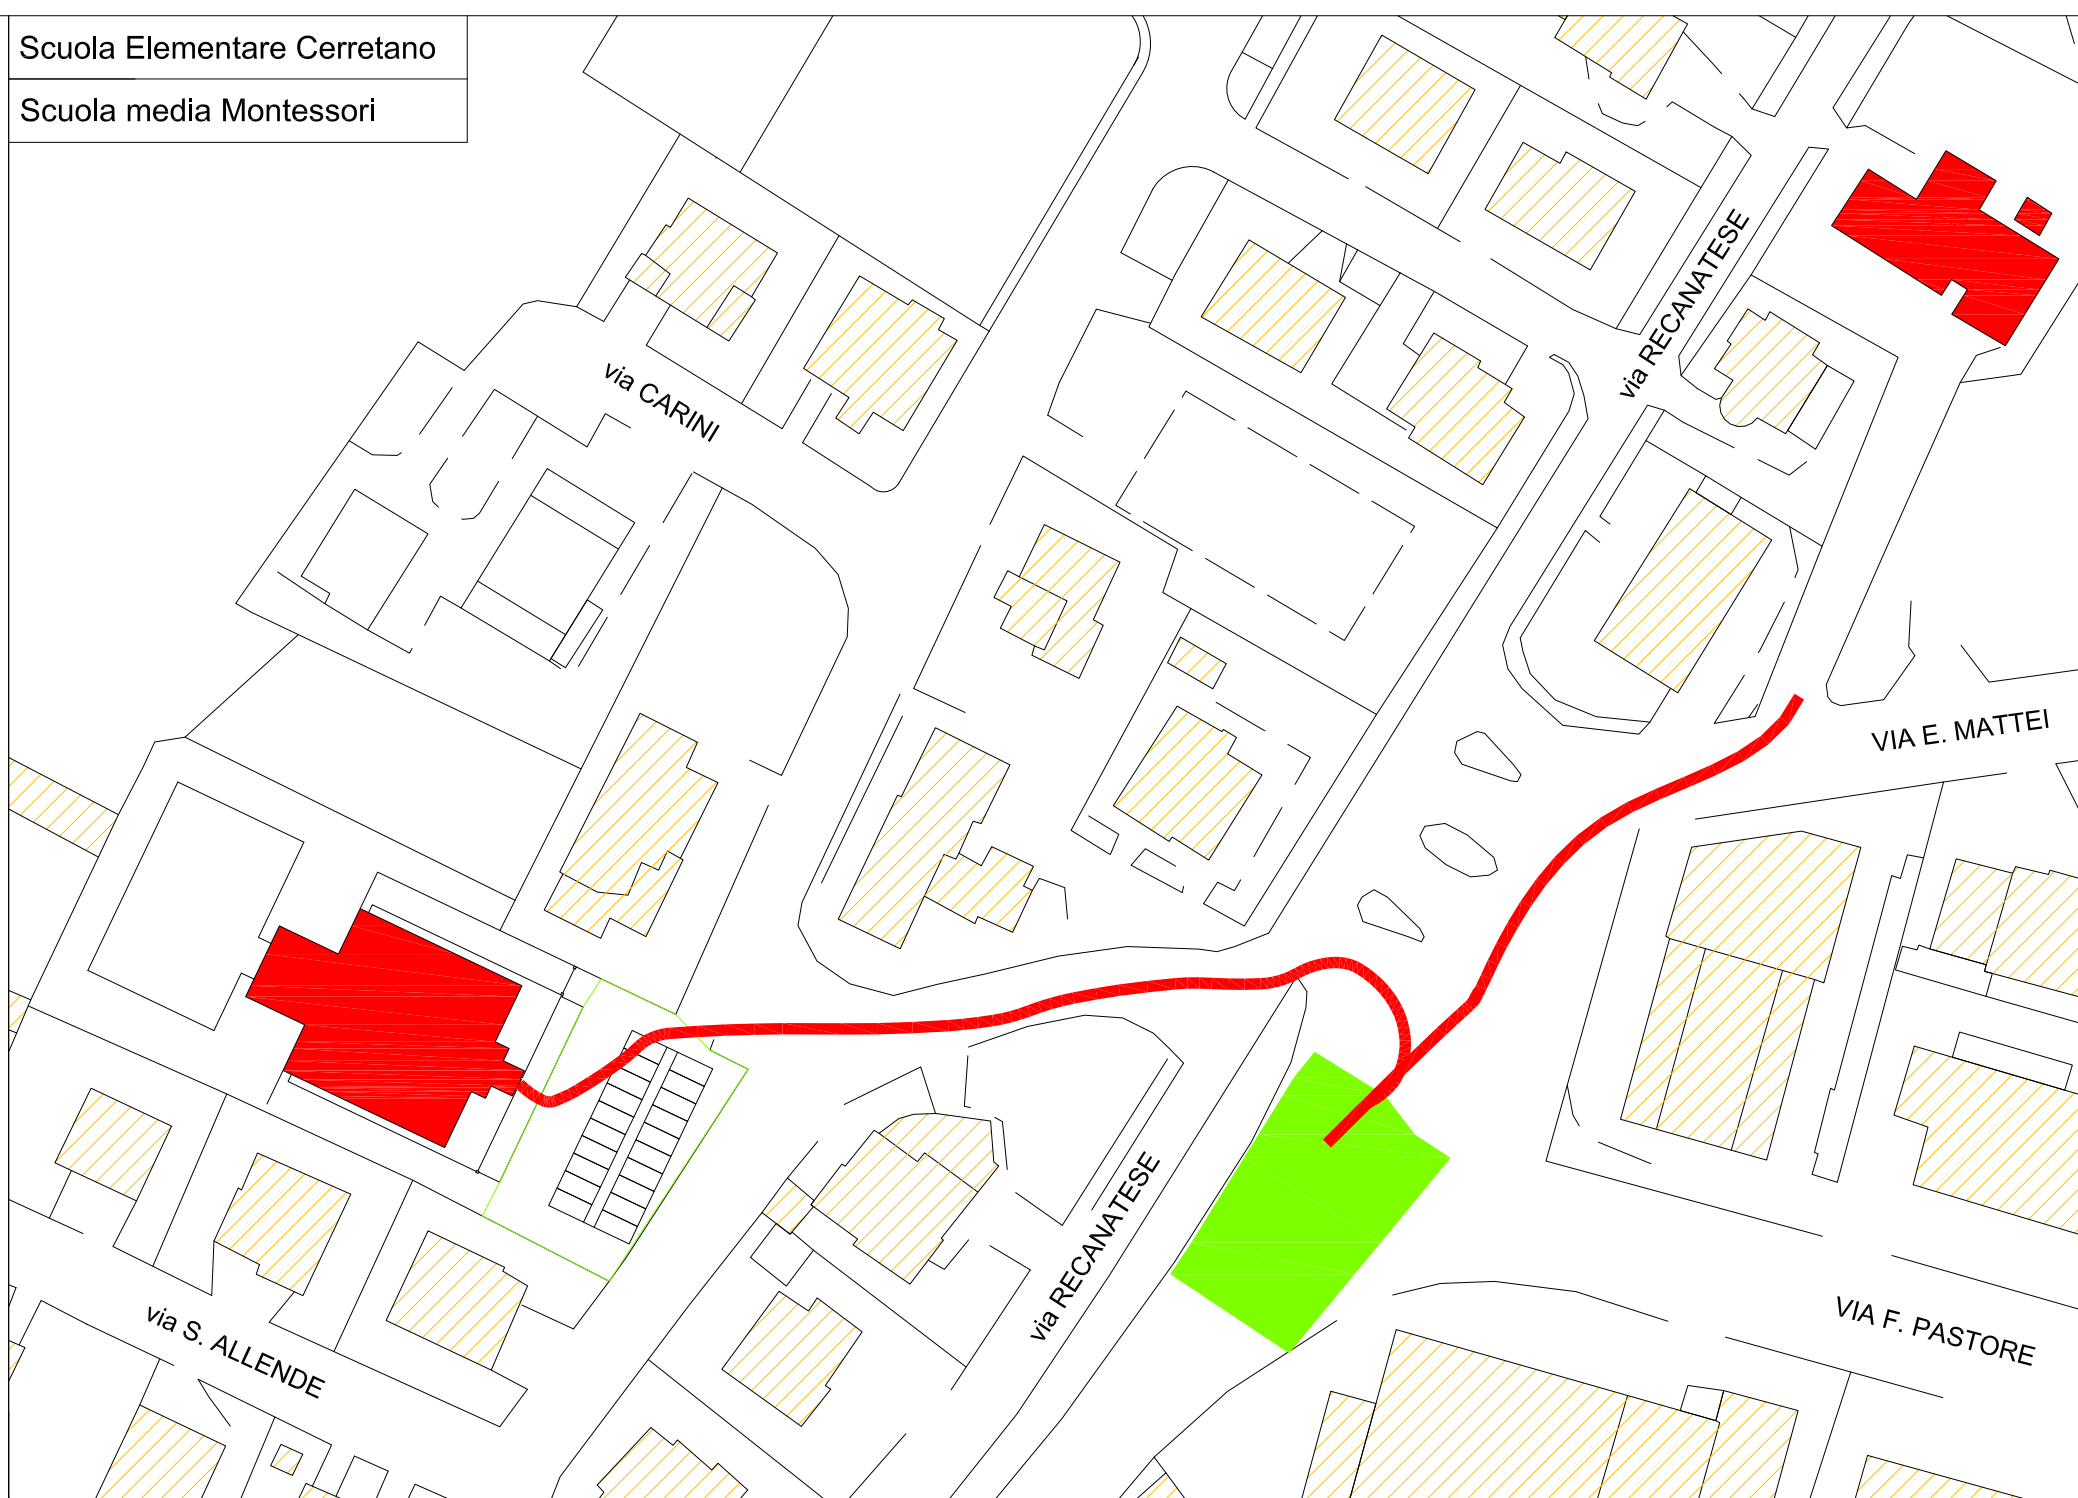 Scuola Elementare Cerretano
Scuola media Montessori
via RECANATESE
via CARINI
VIA E. MATTEI
via RECANATESE
via S. ALLENDE
VIA F. PASTORE